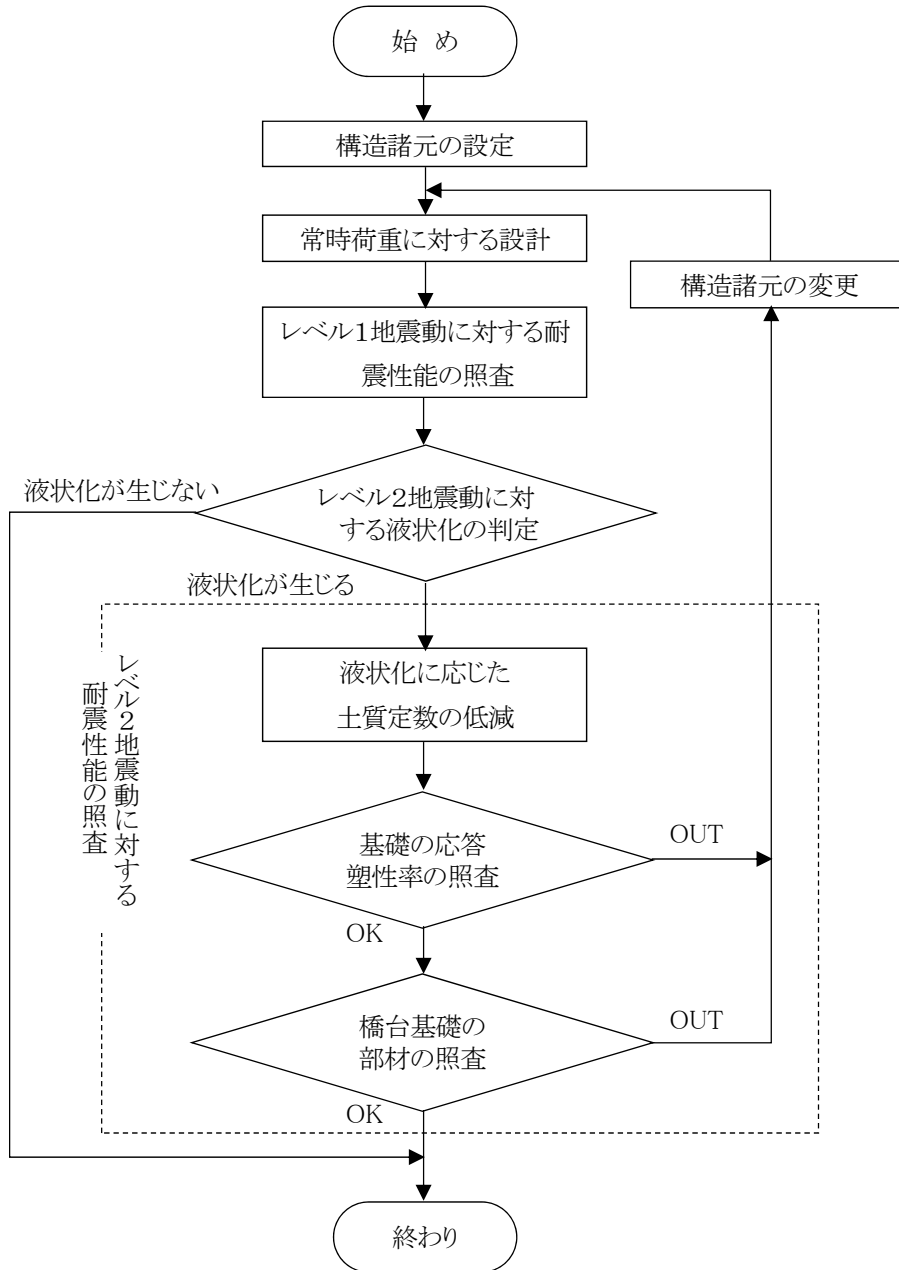 始 め
構造諸元の設定
常時荷重に対する設計
構造諸元の変更
レベル1地震動に対する耐
震性能の照査
液状化が生じない
レベル2地震動に対
する液状化の判定
液状化が生じる
レベル2地震動に対する
耐震性能の照査
液状化に応じた
土質定数の低減
基礎の応答
塑性率の照査
OUT
OK
橋台基礎の
部材の照査
OUT
OK
終わり